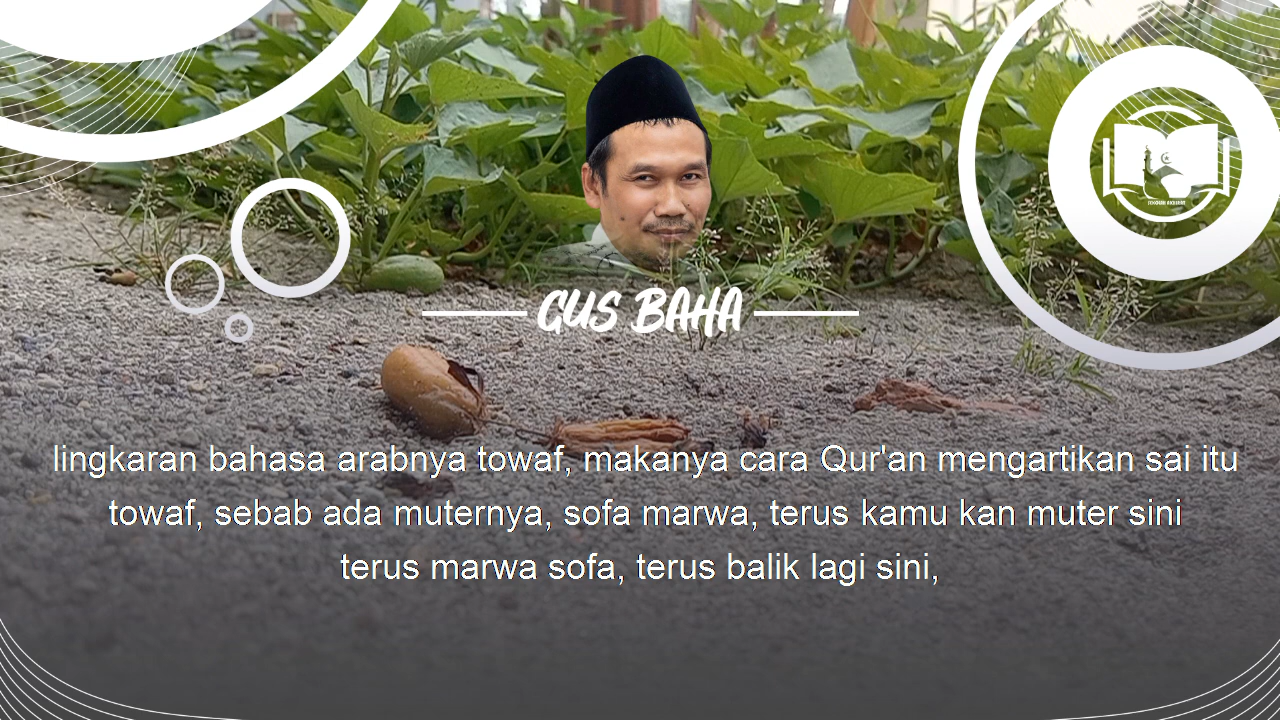 GUS BAHA
lingkaran bahasa arabnya towaf, makanya cara Qur'an mengartikan sai itu
towaf, sebab ada muternya, sofa marwa, terus kamu kan muter sini
terus marwa sofa, terus balik lagi sini,